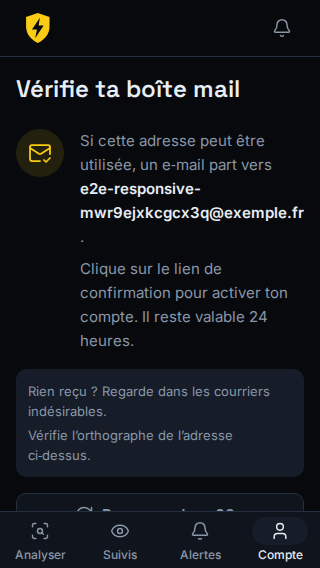 Vérifie ta boîte mail
Si cette adresse peut être
utilisée, un e-mail part vers
e2e-responsive-
mwr9ejxkcgcx3q@exemple.fr
.
Clique sur le lien de
confirmation pour activer ton
compte. Il reste valable 24
heures.
Rien reçu ? Regarde dans les courriers
indésirables.
Vérifie l’orthographe de l’adresse
ci-dessus.
Analyser
Suivis
Alertes
Compte